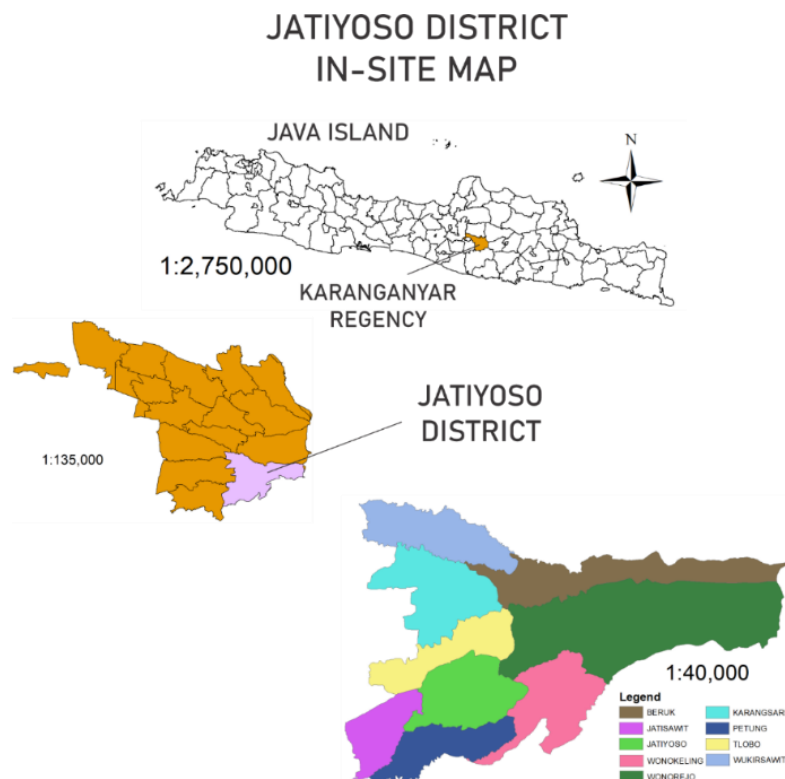 JATIYOSO DISTRICT
IN-SITE MAP
JAVA ISLAND
N
1:2,750,000
KARANGANYAR
REGENCY
JATIYOSO
DISTRICT
1:135,000
1:40,000
Legend
BERUK
KARANGSARI
JATISAWIT
PETUNG
JATIYOSO
TLOBO
WONOKELING
WUKIRSAWIT
WONOREJO